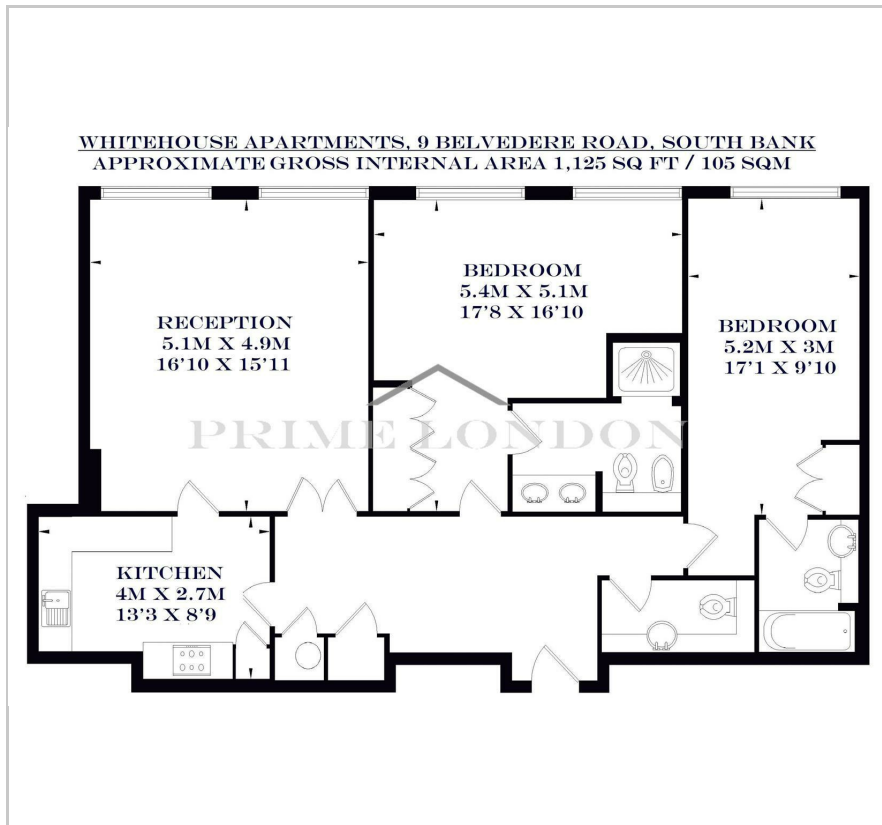 WHITEHOUSE APARTMENTS, 9 BELVEDERE ROAD, SOUTH BANK
APPROXIMATE GROSS INTERNAL AREA 1,125 SQ FT / 105 SQM
RECEPTION
5.1M X 4.9M
16'10 X 15'11
BEDROOM
5.4M X 5.1M
17'8 X 16'10
BEDROOM
5.2M X 3M
17'1 X 9'10
PRIME LONDON
KITCHEN
4M X 2.7M
13'3 X 8'9